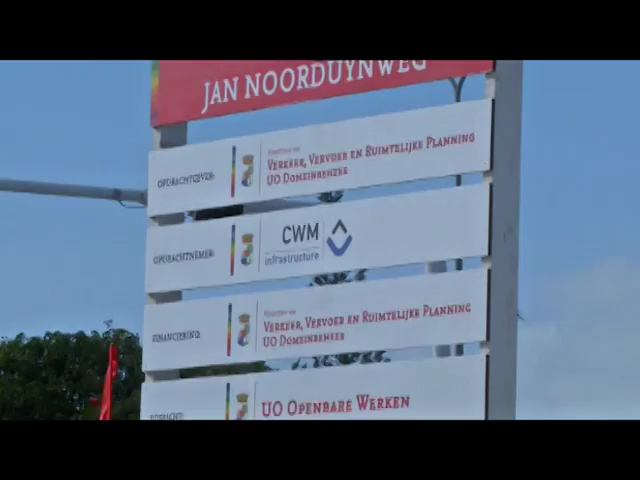 JAN NOORDUYNWEG
OPDRACHTGEVER:
VERKEER, VERVOER EN RUIMTELIJKE PLANNING
UO DOMEINBEHEER
OPDRACHTNEMER:
CWM
infrastructure
FINANCIERING:
VERKEER, VERVOER EN RUIMTELIJKE PLANNING
UO DOMEINBEHEER
UO OPENBARE WERKEN